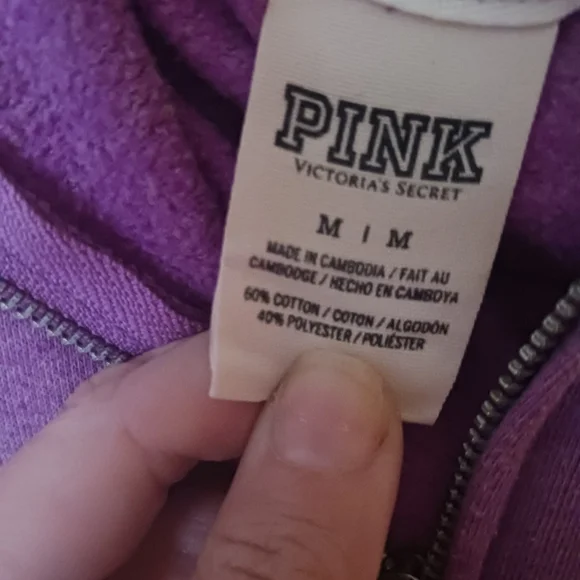 PINK
VICTORIA'S SECRET
M | M
MADE IN CAMBODIA / FAIT AU
CAMBODGE / HECHO EN CAMBOYA
60% COTTON / COTON / ALGODÓN
40% POLYESTER / POLIÉSTER